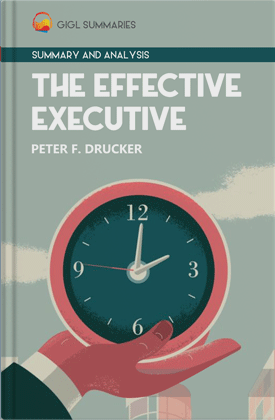 GIGL SUMMARIES
SUMMARY AND ANALYSIS
THE EFFECTIVE
EXECUTIVE
PETER F. DRUCKER
12
9
3
6